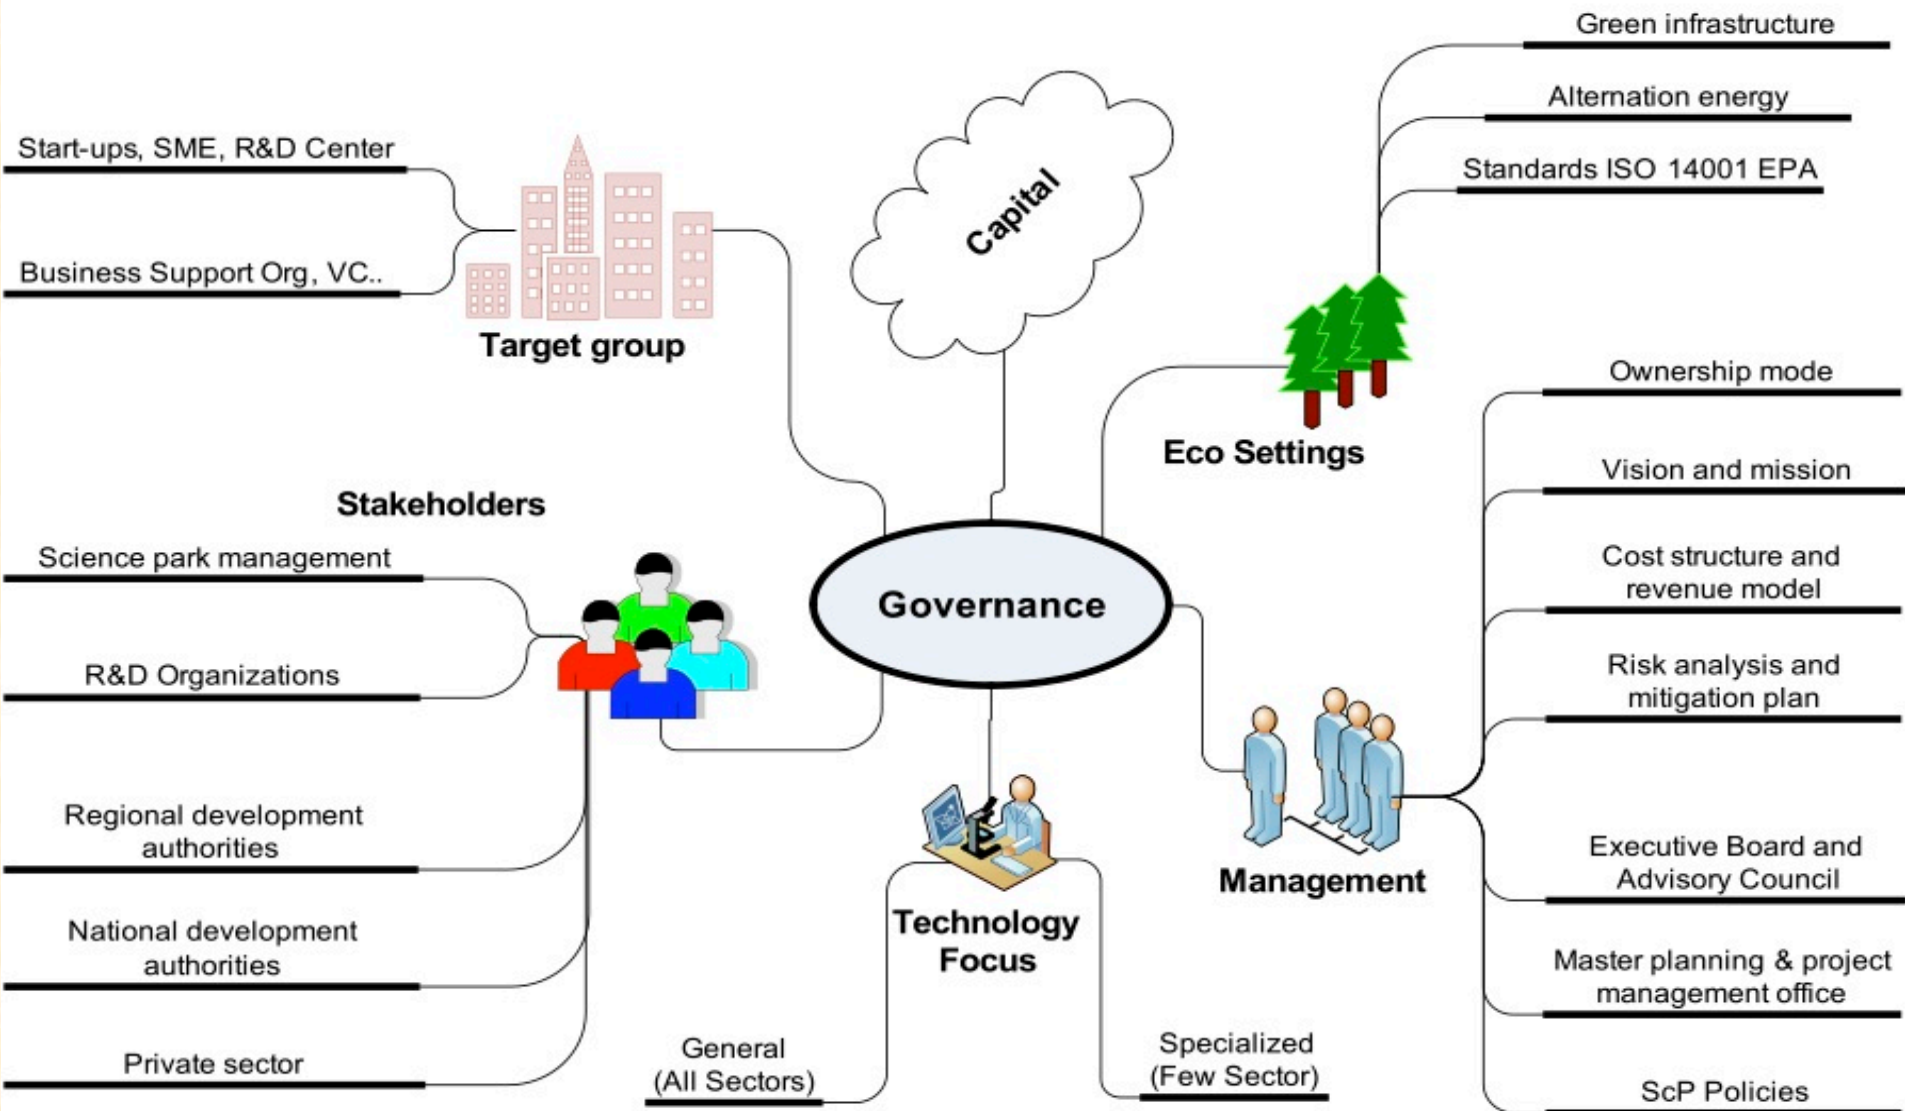 Green infrastructure
Alternation energy
Standards ISO 14001 EPA
Start-ups, SME, R&D Center
Business Support Org, VC..
Target group
Capital
Eco Settings
Ownership mode
Vision and mission
Cost structure and
revenue model
Risk analysis and
mitigation plan
Executive Board and
Advisory Council
Master planning & project
management office
ScP Policies
Management
Governance
Stakeholders
Science park management
R&D Organizations
Regional development
authorities
National development
authorities
Private sector
Technology
Focus
General
(All Sectors)
Specialized
(Few Sector)